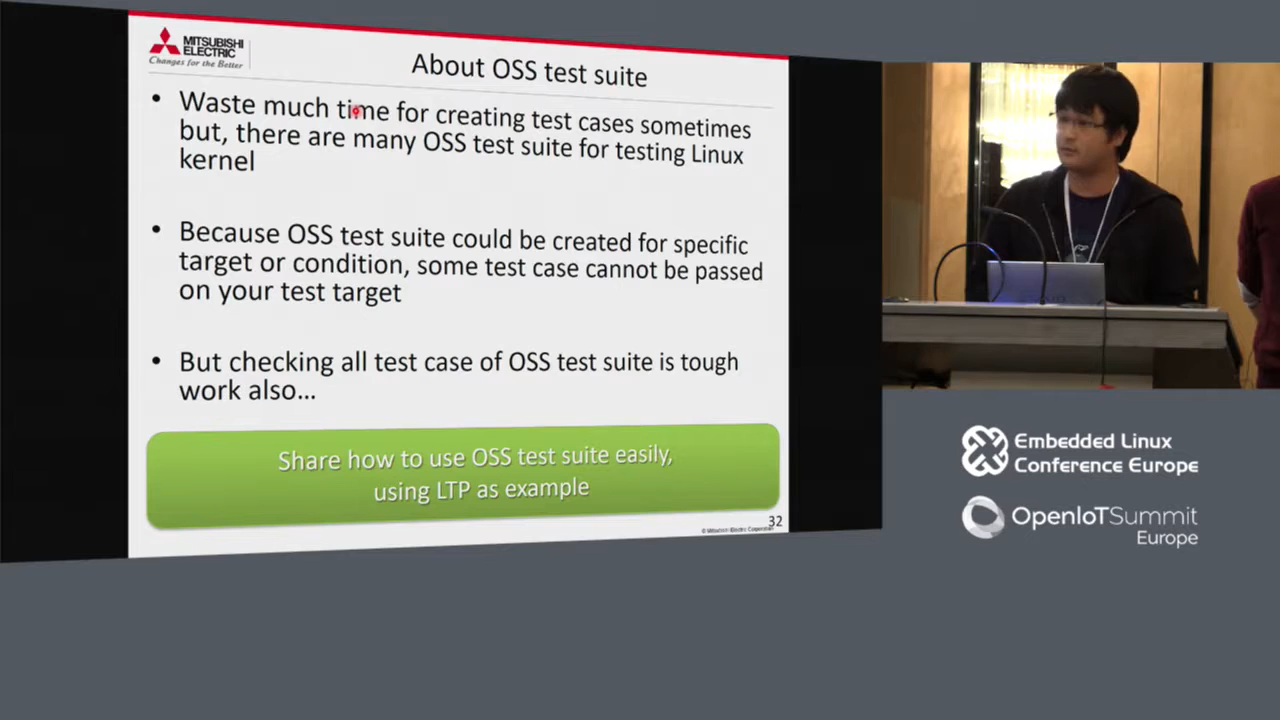 MITSUBISHI
ELECTRIC
Changes for the Better
About OSS test suite
• Waste much time for creating test cases sometimes
but, there are many OSS test suite for testing Linux
kernel
• Because OSS test suite could be created for specific
target or condition, some test case cannot be passed
on your test target
• But checking all test case of OSS test suite is tough
work also...
Share how to use OSS test suite easily,
using LTP as example
32
© Mitsubishi Electric Corporation
Embedded Linux
Conference Europe
OpenIoTSummit
Europe